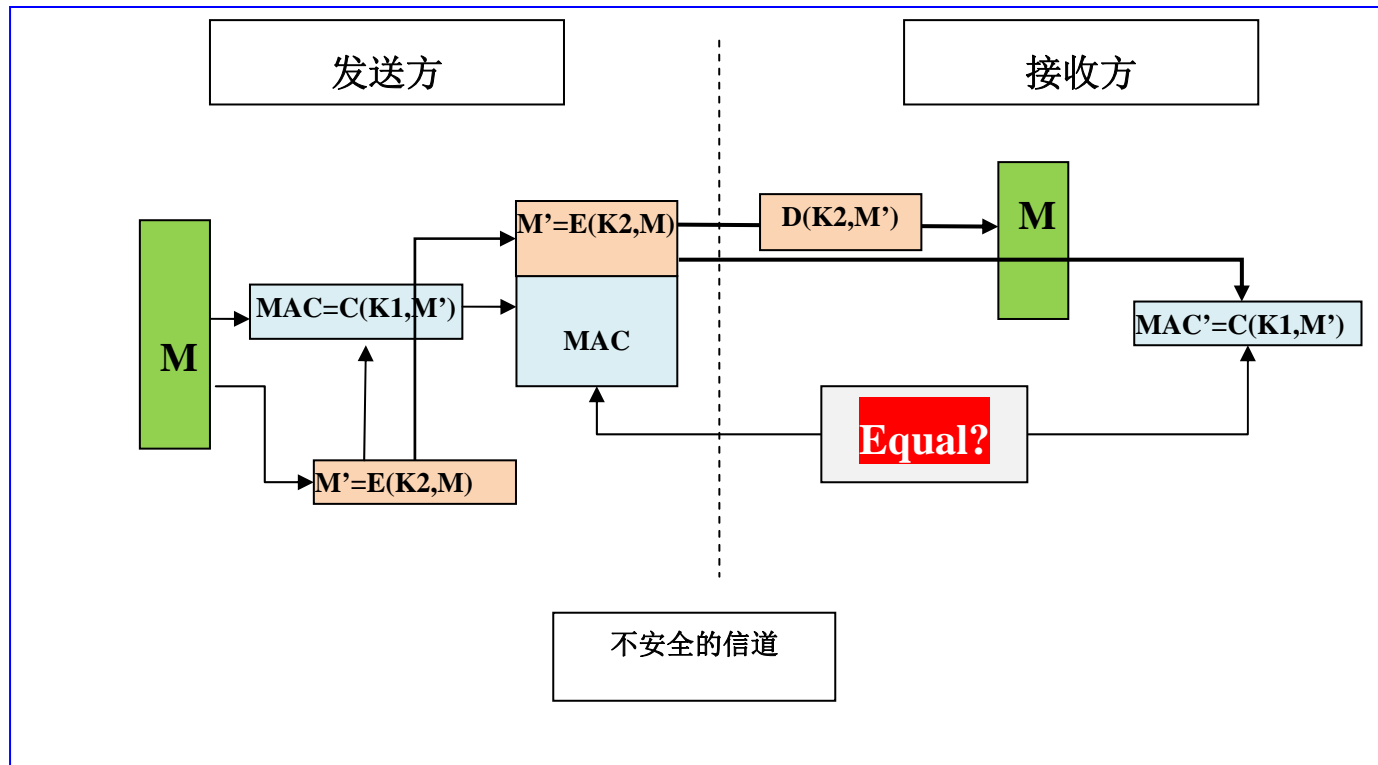 发送方
接收方
M’=E(K2,M)
D(K2,M’)
M
MAC=C(K1,M’)
MAC’=C(K1,M’)
MAC
M
Equal?
M’=E(K2,M)
不安全的信道